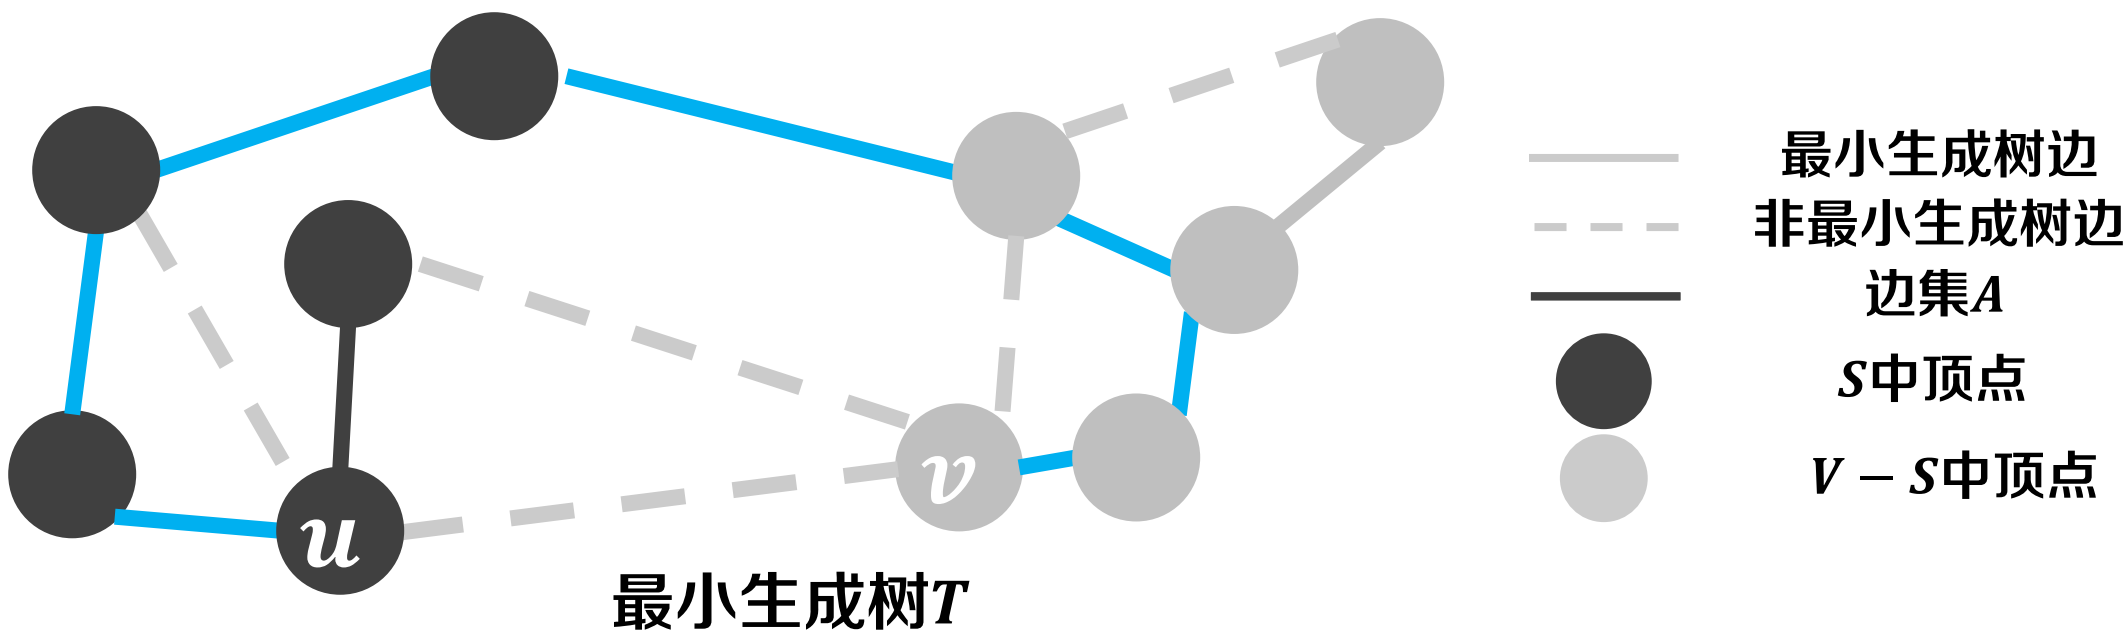 最小生成树边
非最小生成树边
边集A
S中顶点
V − S中顶点
u
v
最小生成树T